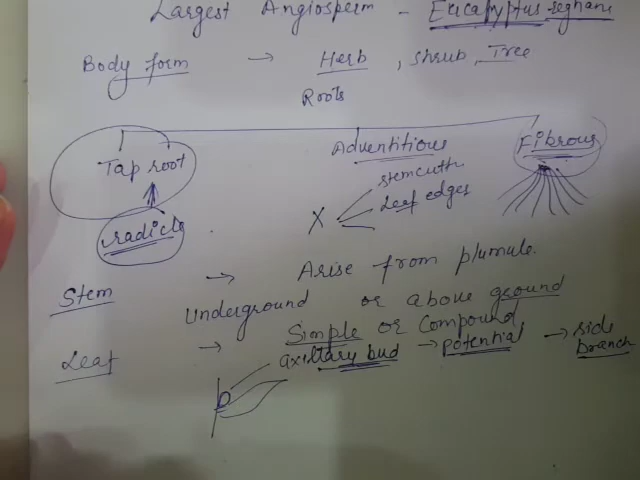 Largest Angiosperm - Eucalyptus regnans
Body form → Herb, Shrub, Tree
Roots
Tap root Adventitious Fibrous
stem cuttn
Leaf edges
radicle X
Stem → Arise from plumule.
Underground or above ground
Leaf → Simple or Compound
axillary bud → potential → side branch